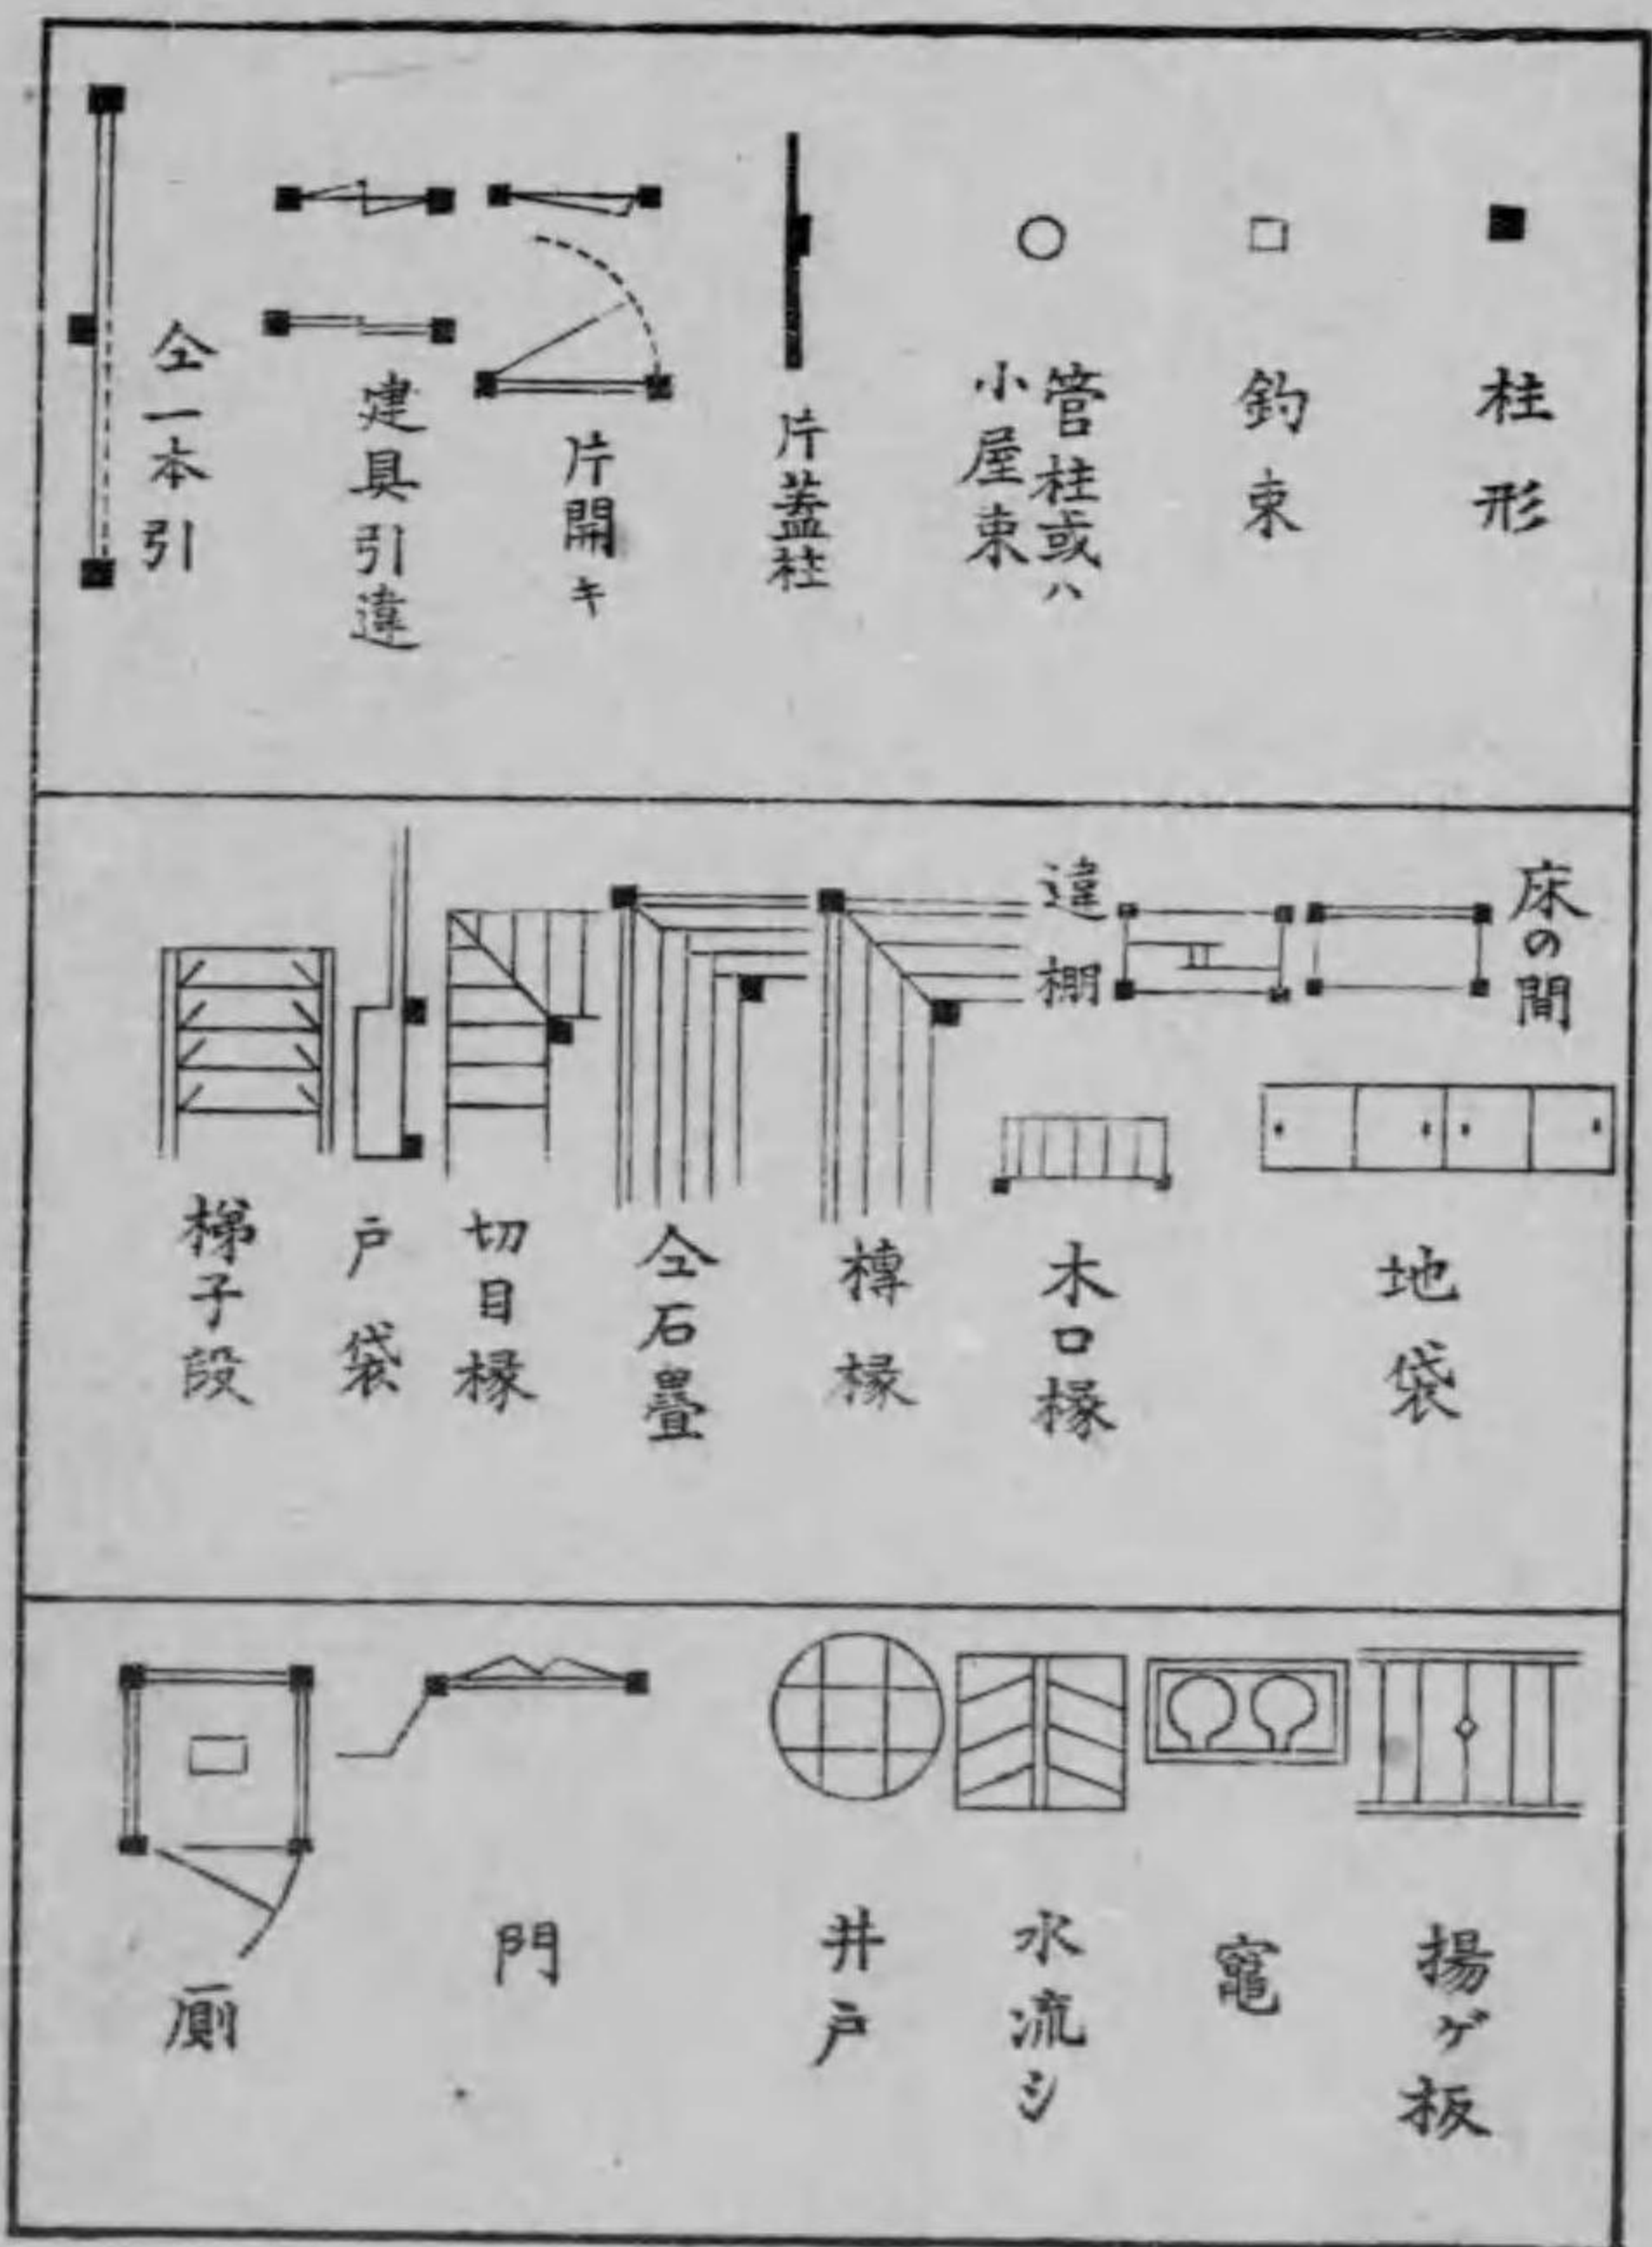 柱形
釣束
管柱或ハ
小屋束
片蓋柱
片開キ
建具引違
仝一本引
床の間
違棚
地袋
木口椽
榑椽
仝石疊
切目椽
戸袋
梯子段
揚ゲ板
竈
水流シ
井戸
門
厠